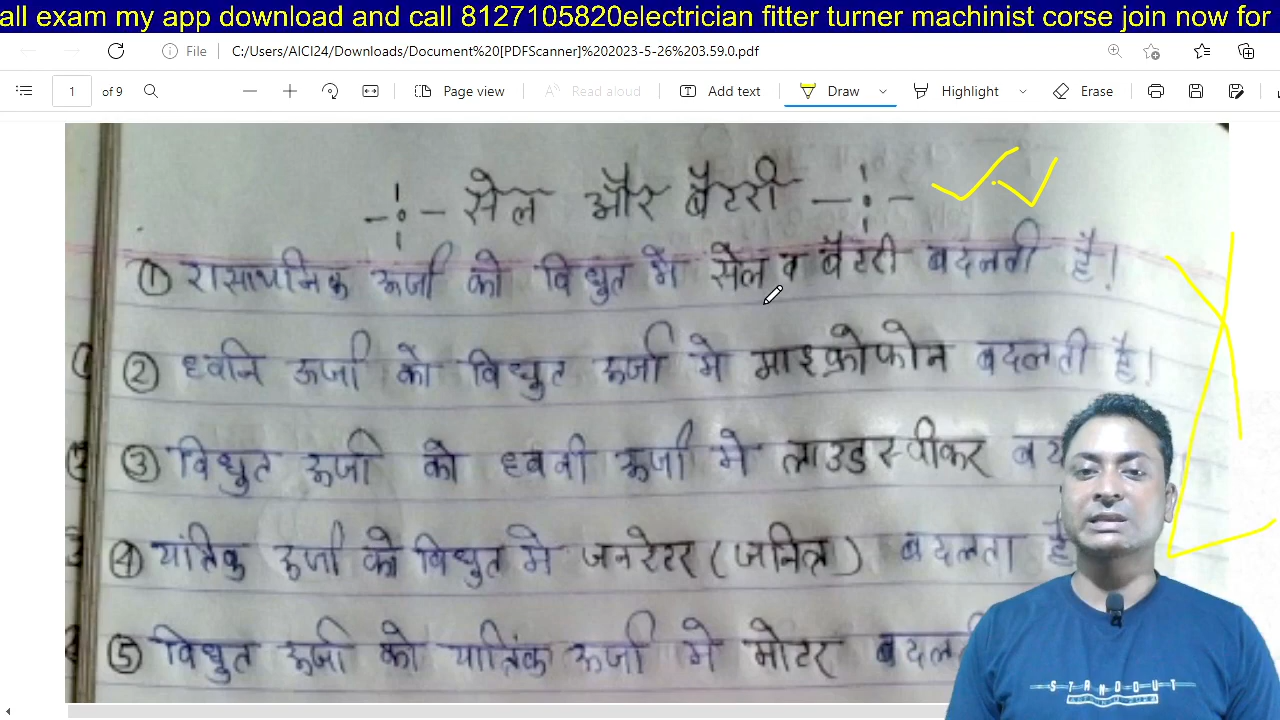 all exam my app download and call 8127105820electrician fitter turner machinist corse join now for
File C:/Users/AICI24/Downloads/Document%20[PDFScanner]%202023-5-26%203.59.0.pdf
1 of 9 Page view Read aloud Add text Draw Highlight Erase
सेल और बैटरी
① रासायनिक ऊर्जा को विधुत मे सेल व बैटरी बदलती है।
② ध्वनि ऊर्जा को विधुत ऊर्जा मे माइक्रोफोन बदलती है।
③ विधुत ऊर्जा को ध्वनी ऊर्जा मे लाउडस्पीकर
④ यांत्रिक ऊर्जा को विधुत मे जनरेटर (जनित्र) बदलता है
⑤ विधुत ऊर्जा को यांत्रिक ऊर्जा मे मोटर
STANDOUT